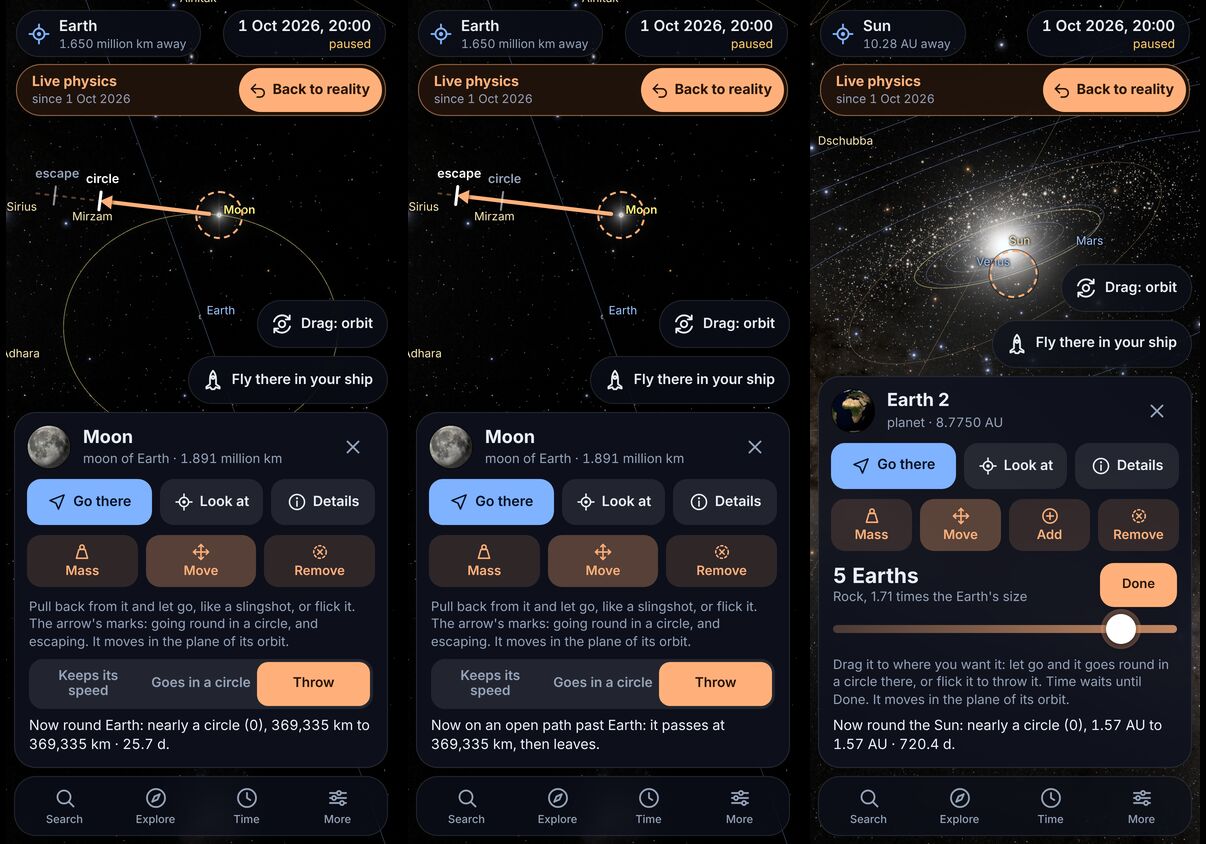 Earth
1.650 million km away
1 Oct 2026, 20:00
paused
Live physics
since 1 Oct 2026
Back to reality
escape
circle
Sirius
Mirzam
Moon
Earth
Drag: orbit
Adhara
Fly there in your ship
Moon
moon of Earth · 1.891 million km
Go there
Look at
Details
Mass
Move
Remove
Pull back from it and let go, like a slingshot, or flick it.
The arrow's marks: going round in a circle, and
escaping. It moves in the plane of its orbit.
Keeps its
speed
Goes in a circle
Throw
Now round Earth: nearly a circle (0), 369,335 km to
369,335 km · 25.7 d.
Search
Explore
Time
More
Earth
1.650 million km away
1 Oct 2026, 20:00
paused
Live physics
since 1 Oct 2026
Back to reality
escape
circle
Sirius
Mirzam
Moon
Earth
Drag: orbit
Adhara
Fly there in your ship
Moon
moon of Earth · 1.891 million km
Go there
Look at
Details
Mass
Move
Remove
Pull back from it and let go, like a slingshot, or flick it.
The arrow's marks: going round in a circle, and
escaping. It moves in the plane of its orbit.
Keeps its
speed
Goes in a circle
Throw
Now on an open path past Earth: it passes at
369,335 km, then leaves.
Search
Explore
Time
More
Sun
10.28 AU away
1 Oct 2026, 20:00
paused
Live physics
since 1 Oct 2026
Back to reality
Dschubba
Sun
Mars
Venus
Drag: orbit
Fly there in your ship
Earth 2
planet · 8.7750 AU
Go there
Look at
Details
Mass
Move
Add
Remove
5 Earths
Rock, 1.71 times the Earth's size
Done
Drag it to where you want it: let go and it goes round in
a circle there, or flick it to throw it. Time waits until
Done. It moves in the plane of its orbit.
Now round the Sun: nearly a circle (0), 1.57 AU to
1.57 AU · 720.4 d.
Search
Explore
Time
More